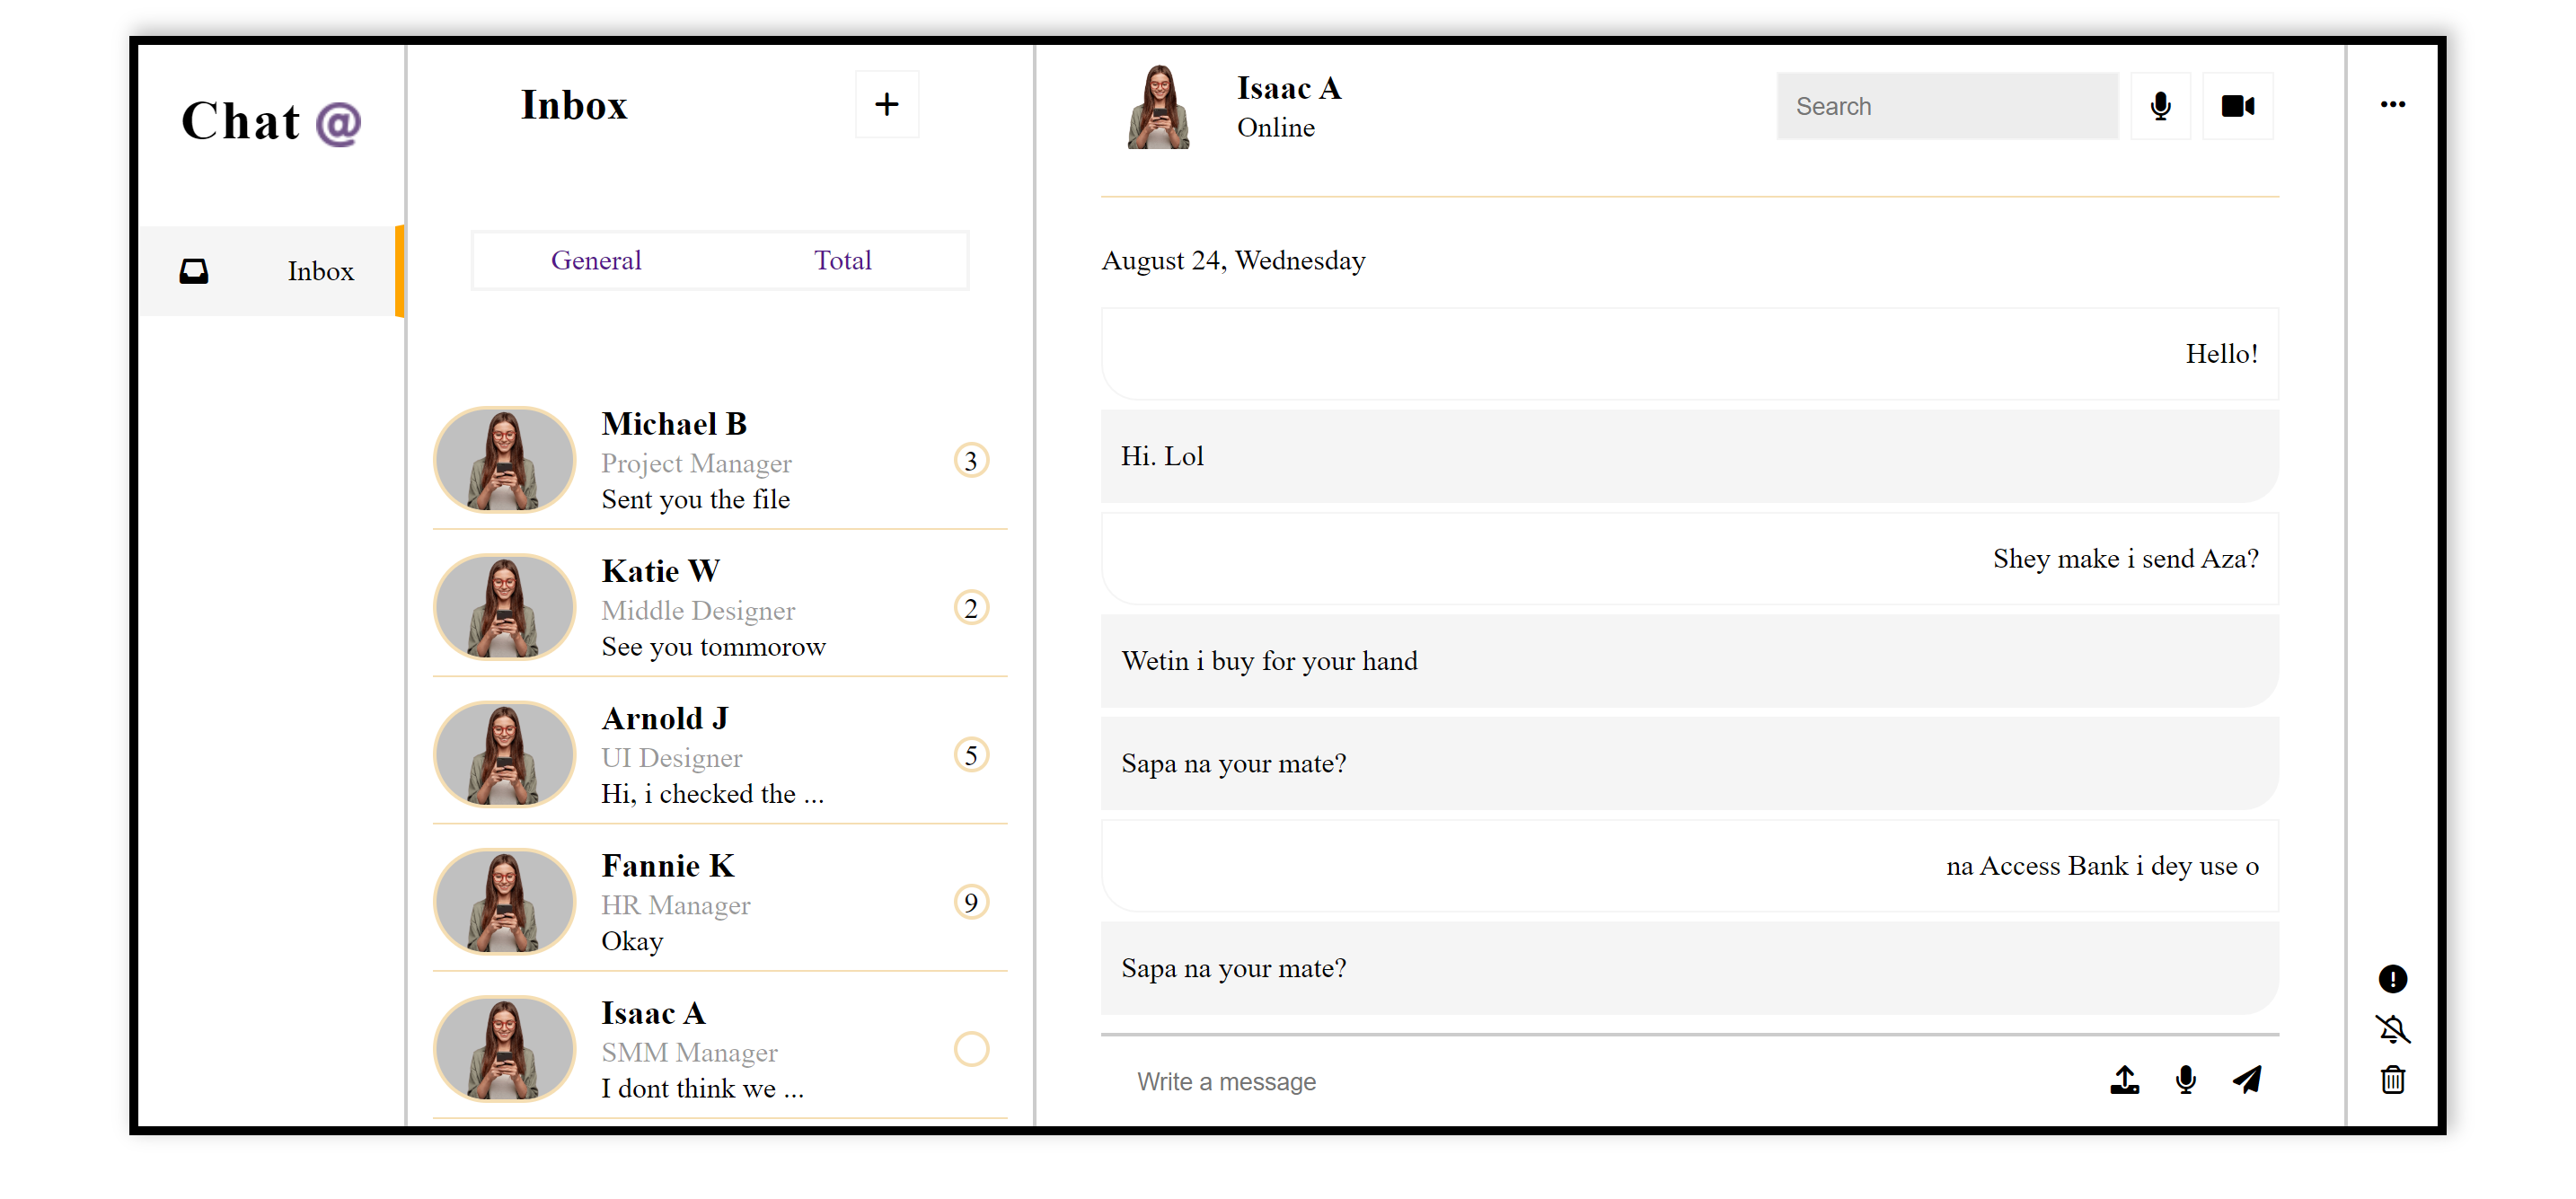 Chat @
Inbox
Inbox
General Total
Michael B
Project Manager
Sent you the file
3
Katie W
Middle Designer
See you tommorow
2
Arnold J
UI Designer
Hi, i checked the ...
5
Fannie K
HR Manager
Okay
9
Isaac A
SMM Manager
I dont think we ...
Isaac A
Online
Search
August 24, Wednesday
Hello!
Hi. Lol
Shey make i send Aza?
Wetin i buy for your hand
Sapa na your mate?
na Access Bank i dey use o
Sapa na your mate?
Write a message